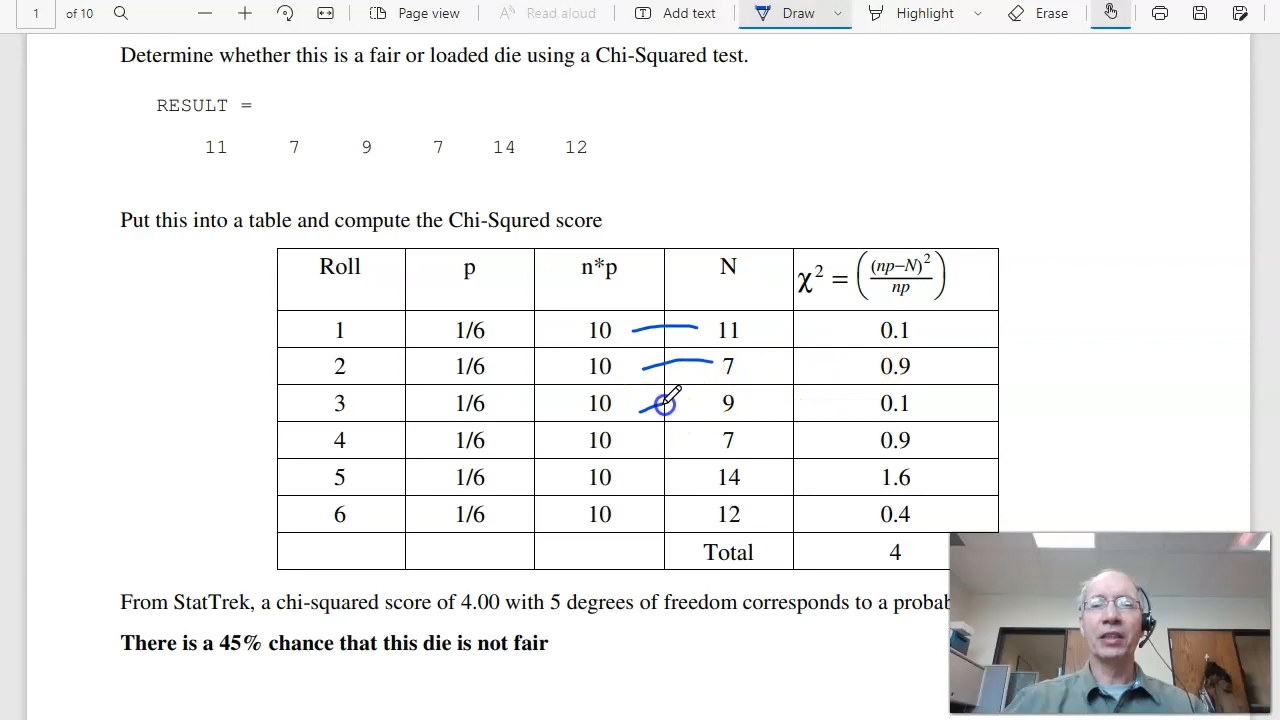 1 of 10 Page view Read aloud Add text Draw Highlight Erase
Determine whether this is a fair or loaded die using a Chi-Squared test.
RESULT =
11 7 9 7 14 12
Put this into a table and compute the Chi-Squred score
Roll p n*p N χ² = ((np−N)²/np)
1 1/6 10 11 0.1
2 1/6 10 7 0.9
3 1/6 10 9 0.1
4 1/6 10 7 0.9
5 1/6 10 14 1.6
6 1/6 10 12 0.4
Total 4
From StatTrek, a chi-squared score of 4.00 with 5 degrees of freedom corresponds to a
There is a 45% chance that this die is not fair